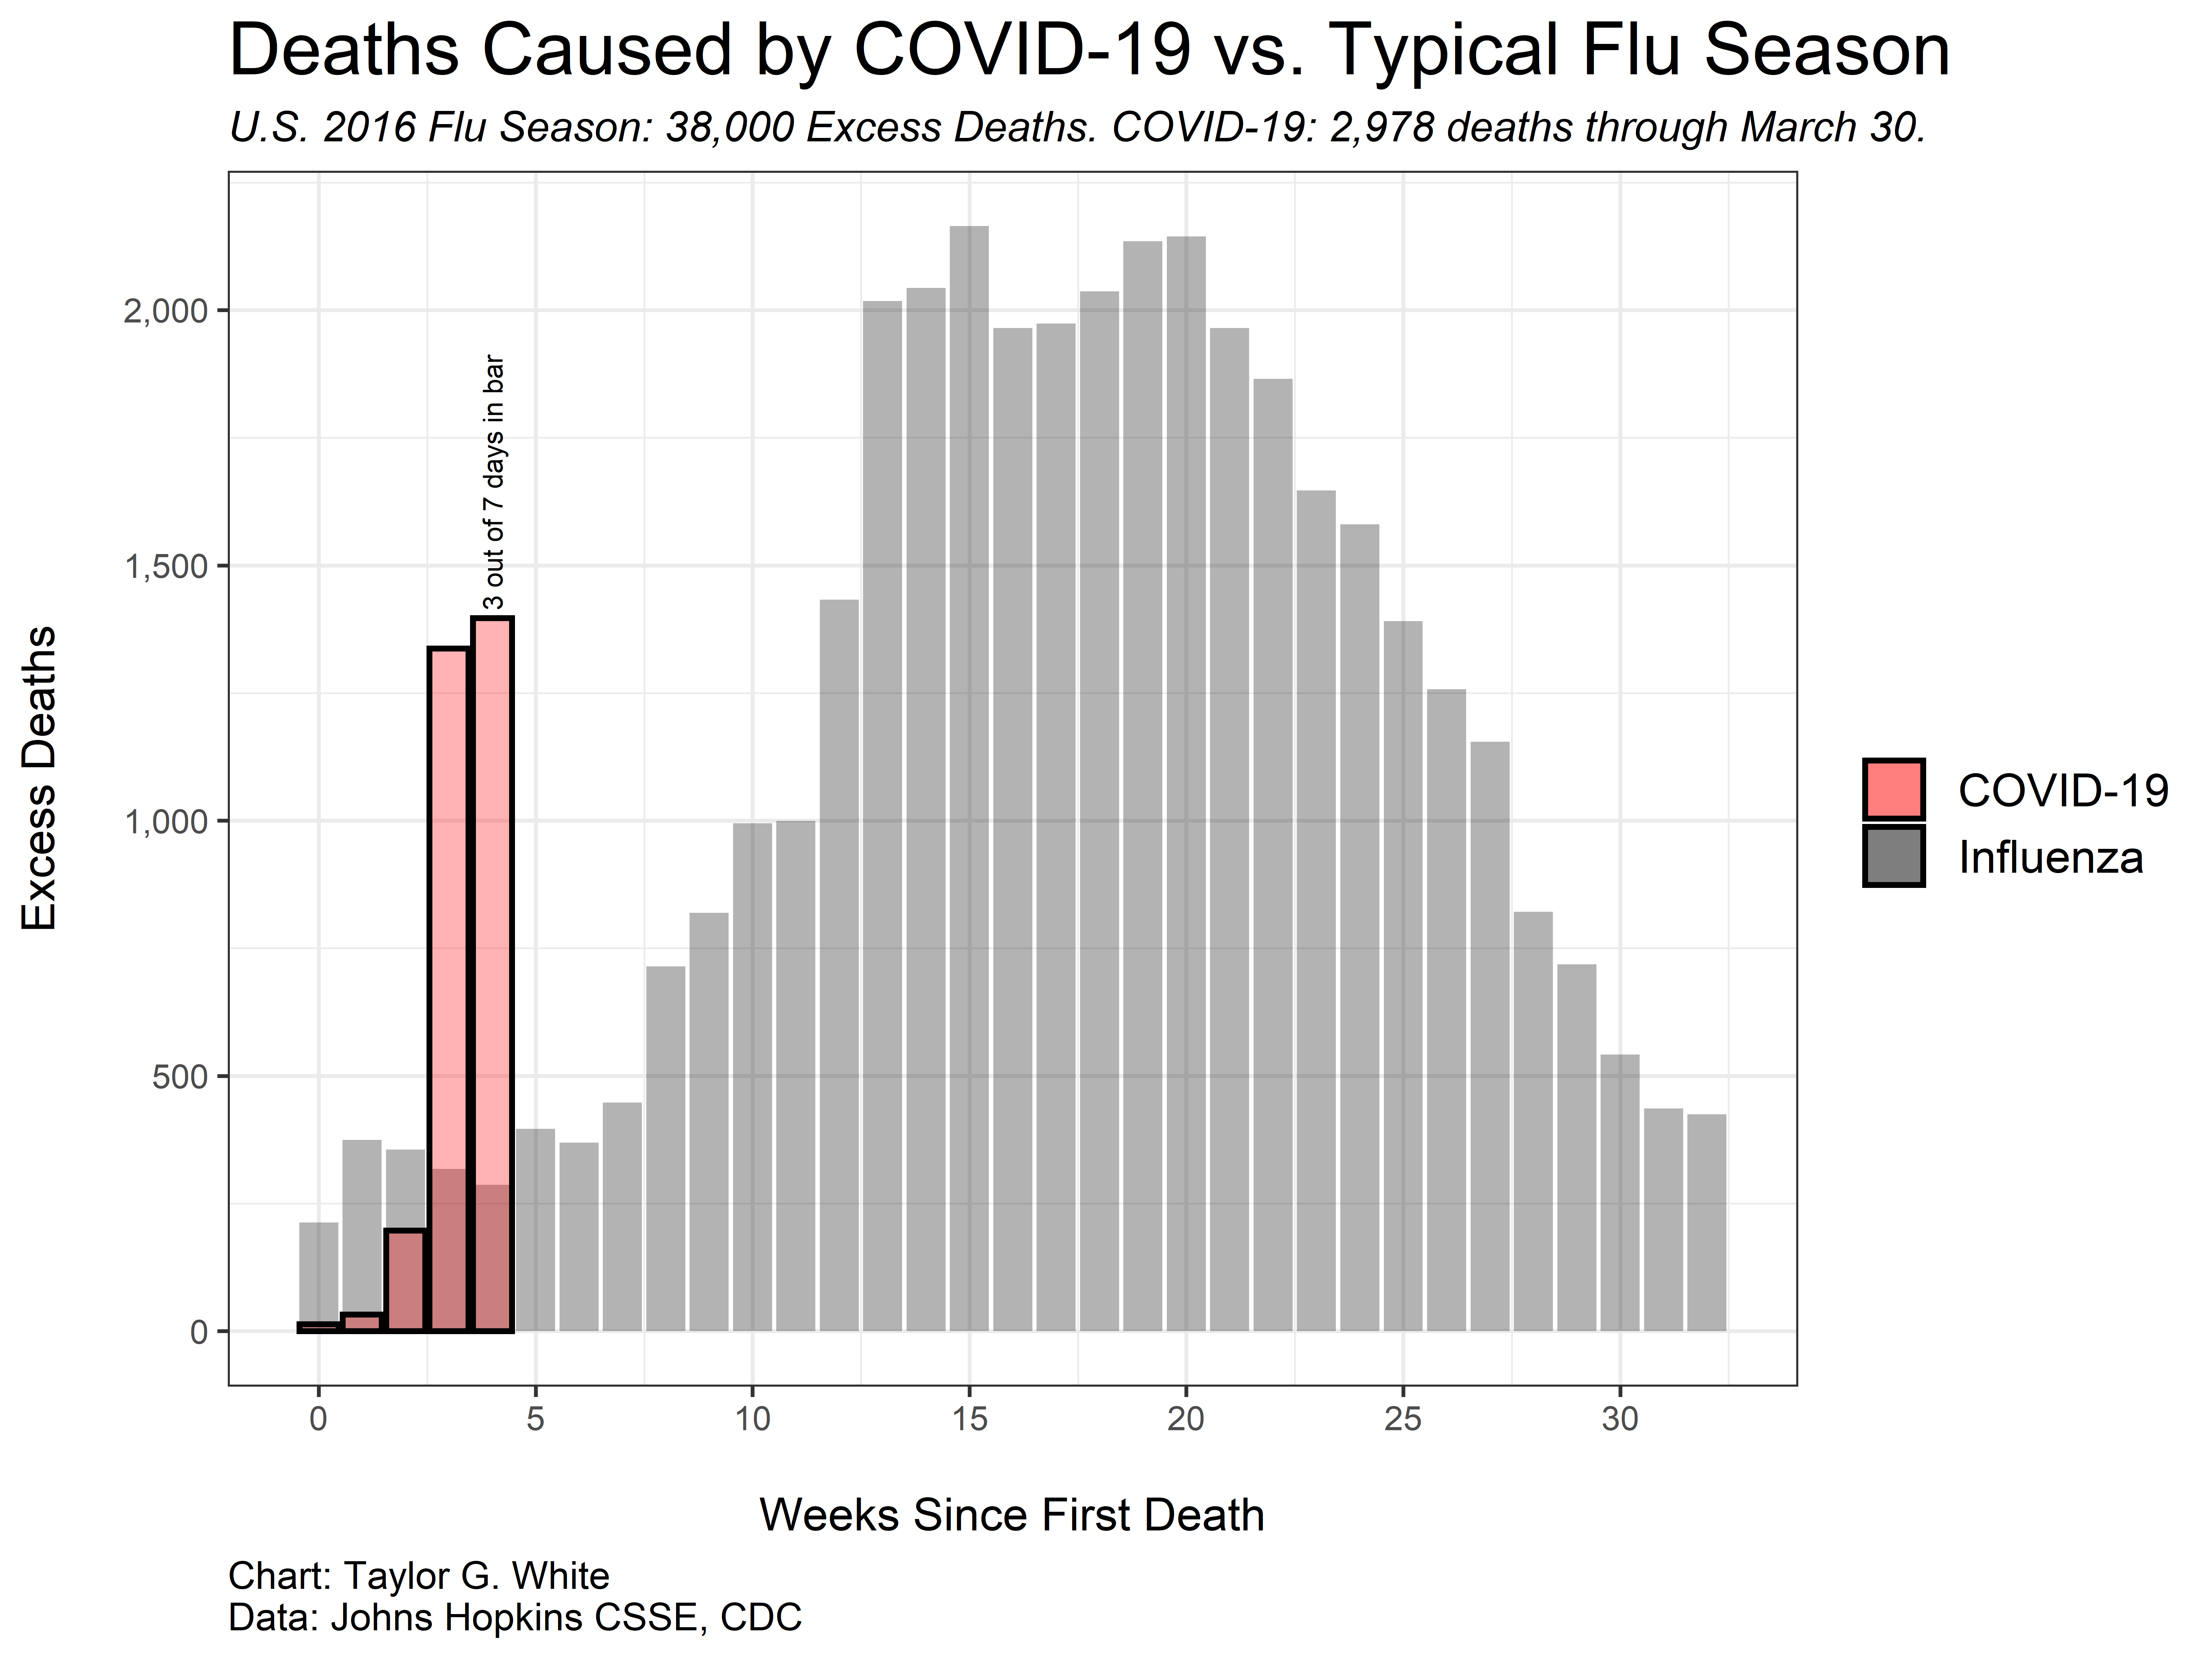 Deaths Caused by COVID-19 vs. Typical Flu Season
U.S. 2016 Flu Season: 38,000 Excess Deaths. COVID-19: 2,978 deaths through March 30.
Excess Deaths
2,000
1,500
1,000
500
0
3 out of 7 days in bar
COVID-19
Influenza
0 5 10 15 20 25 30
Weeks Since First Death
Chart: Taylor G. White
Data: Johns Hopkins CSSE, CDC